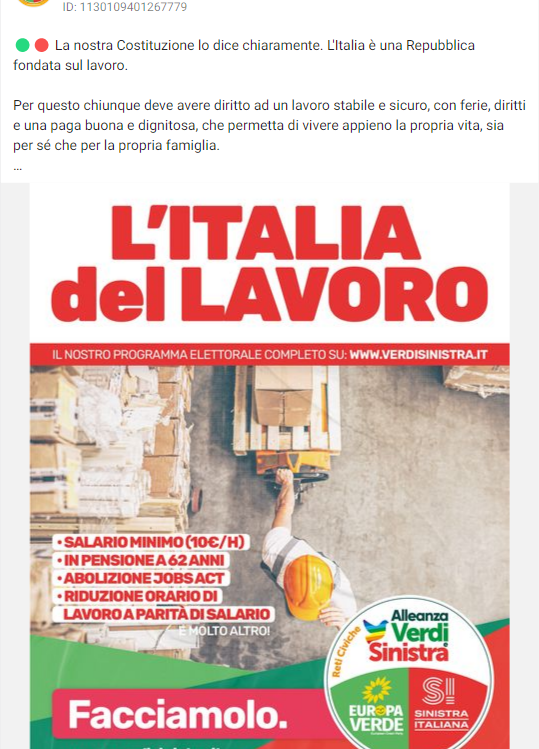 ID: 1130109401267779
La nostra Costituzione lo dice chiaramente. L'Italia è una Repubblica
fondata sul lavoro.
Per questo chiunque deve avere diritto ad un lavoro stabile e sicuro, con ferie, diritti
e una paga buona e dignitosa, che permetta di vivere appieno la propria vita, sia
per sé che per la propria famiglia.
...
L'ITALIA
del LAVORO
IL NOSTRO PROGRAMMA ELETTORALE COMPLETO SU: WWW.VERDISINISTRA.IT
• SALARIO MINIMO (10€/H)
• IN PENSIONE A 62 ANNI
• ABOLIZIONE JOBS ACT
• RIDUZIONE ORARIO DI
LAVORO A PARITÀ DI SALARIO
E MOLTO ALTRO!
Reti Civiche
Alleanza
Verdi
Sinistra
EUROPA
VERDE
SI
SINISTRA
ITALIANA
Facciamolo.